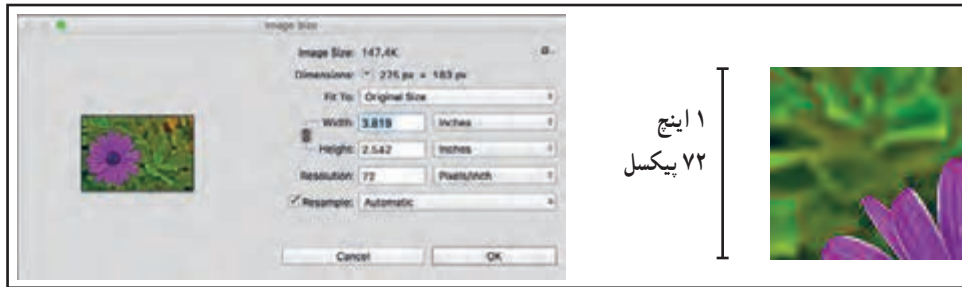 Image Size
Image Size: 147.4K
Dimensions: 275 px × 183 px
Fit To: Original Size
Width: 3.819 Inches
Height: 2.542 Inches
Resolution: 72 Pixels/Inch
Resample: Automatic
Cancel OK
۱ اینچ
۷۲ پیکسل